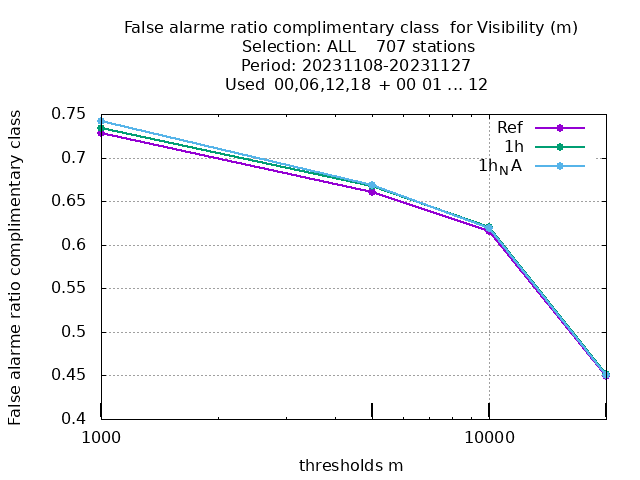 False alarme ratio complimentary class  for Visibility (m)
Selection: ALL    707 stations
Period: 20231108-20231127
Used  00,06,12,18  + 00 01 ... 12
False alarme ratio complimentary class
0.75
0.7
0.65
0.6
0.55
0.5
0.45
0.4
Ref
1h
1h_N A
1000
10000
thresholds m